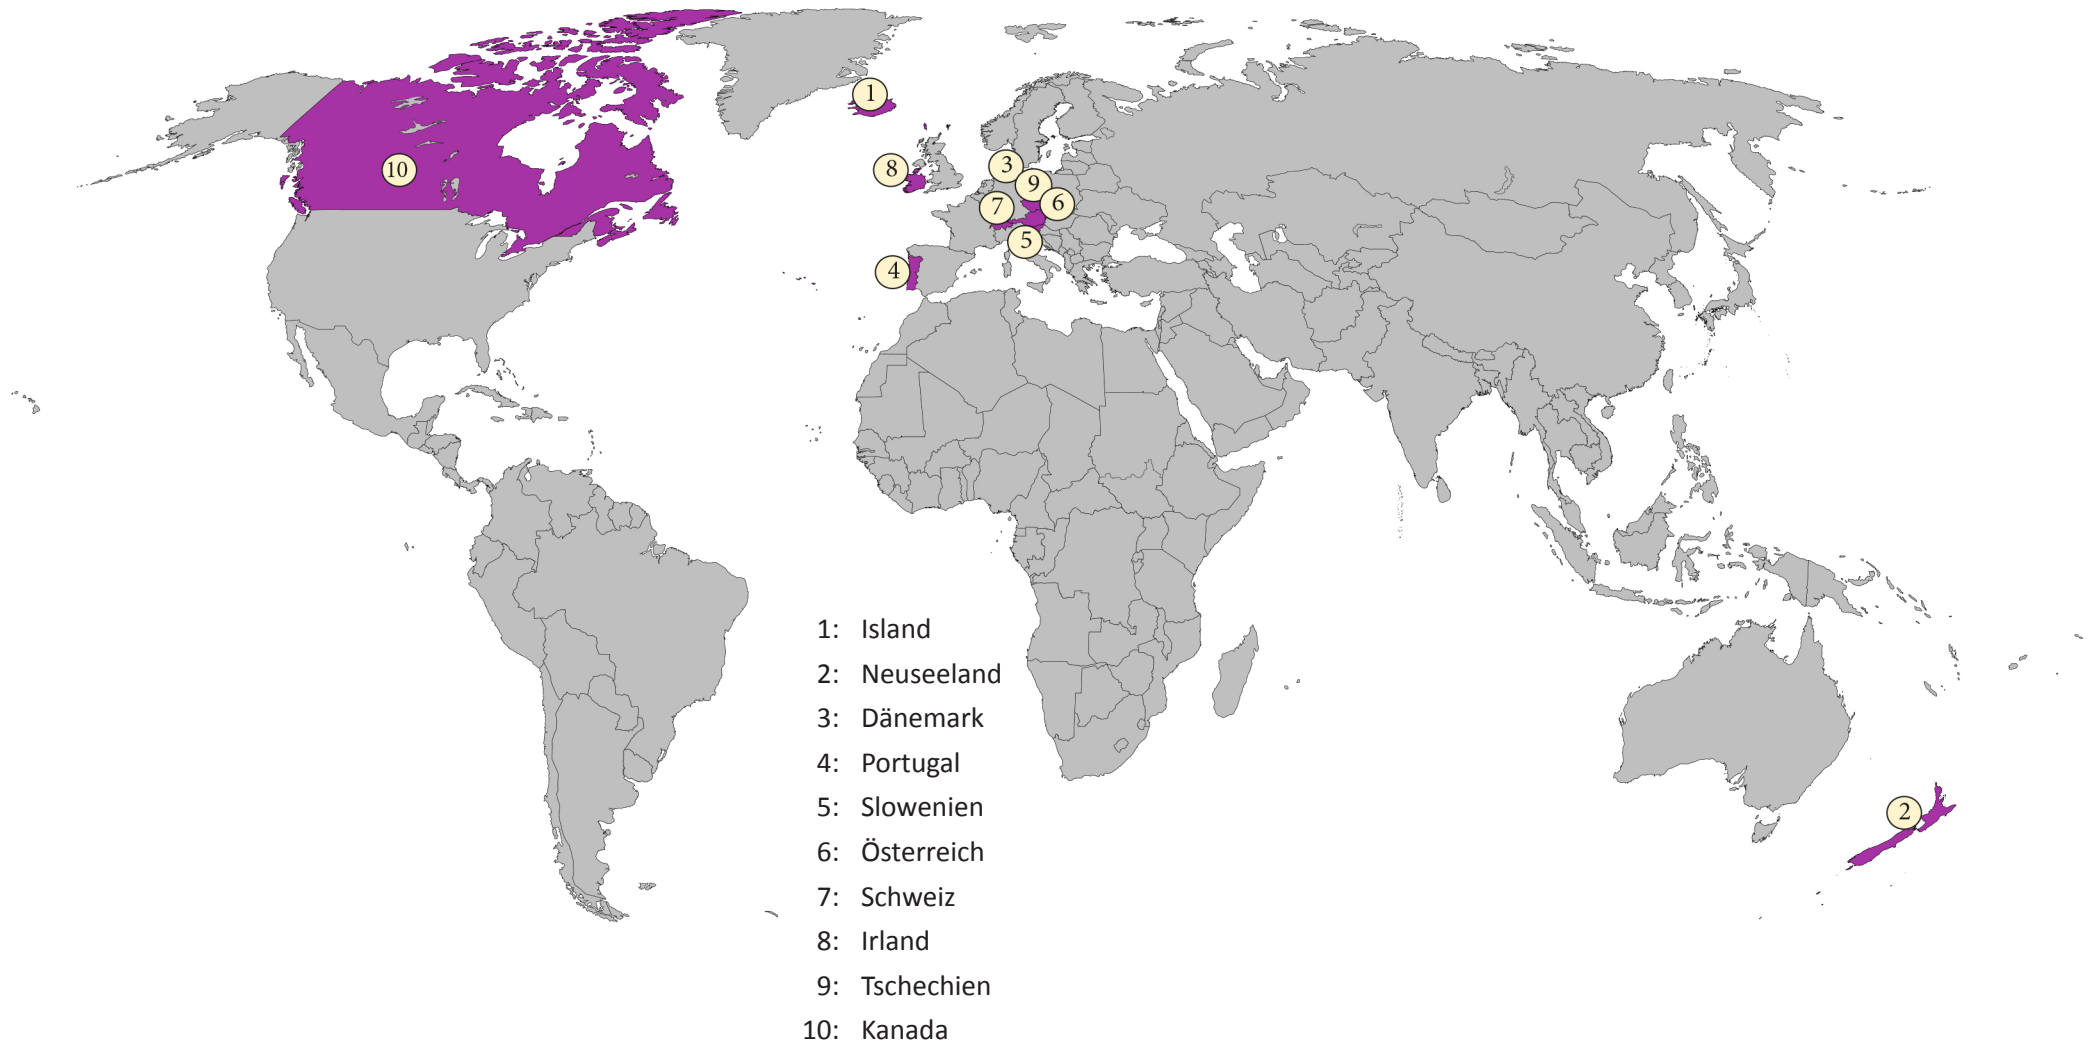 1
10
8
3
9
7
6
5
4
2
1: Island
2: Neuseeland
3: Dänemark
4: Portugal
5: Slowenien
6: Österreich
7: Schweiz
8: Irland
9: Tschechien
10: Kanada